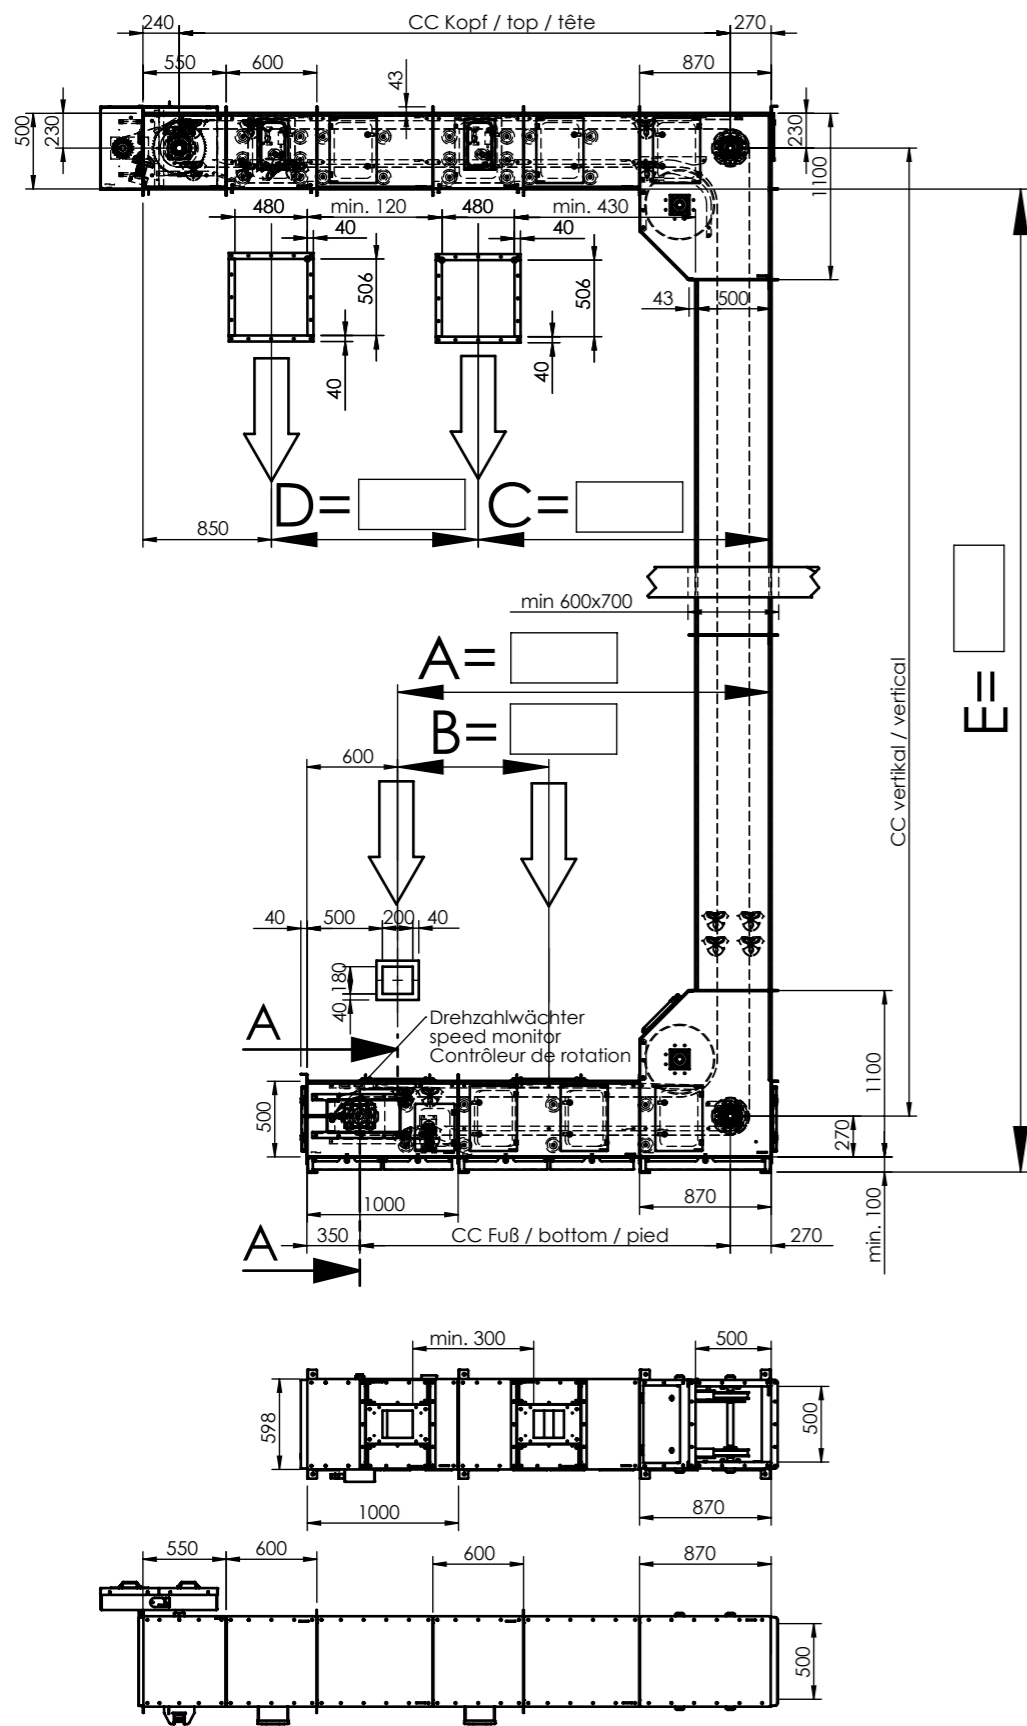 240 CC Kopf / top / tête 270
550 600 43 870
500 230 230 1100
480 min. 120 480 min. 430
40 40
506 506 43 500
40 40
D= C=
850
min 600x700
A=
B=
E=
CC vertikal / vertical
600
40 500 200 40
180
40
A
Drehzahlwächter
speed monitor
Contrôleur de rotation
500 1100
270
1000 870 min. 100
350 CC Fuß / bottom / pied 270
A
min. 300 500
598 500
1000 870
550 600 600 870
500